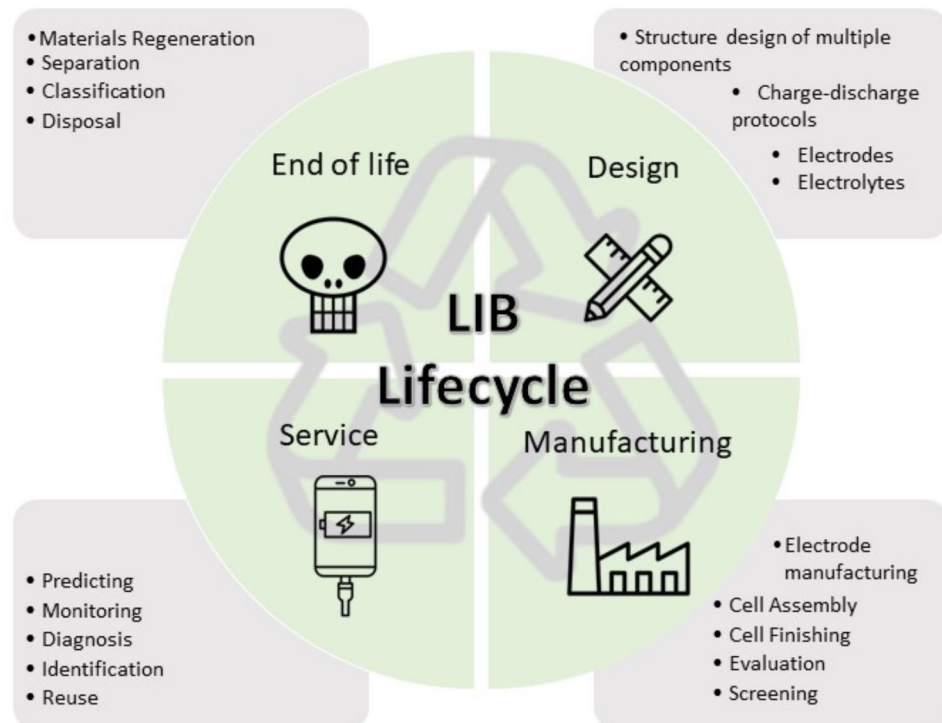 • Materials Regeneration
• Separation
• Classification
• Disposal
• Structure design of multiple
components
• Charge-discharge
protocols
• Electrodes
• Electrolytes
End of life
Design
LIB
Lifecycle
Service
Manufacturing
• Predicting
• Monitoring
• Diagnosis
• Identification
• Reuse
• Electrode
manufacturing
• Cell Assembly
• Cell Finishing
• Evaluation
• Screening